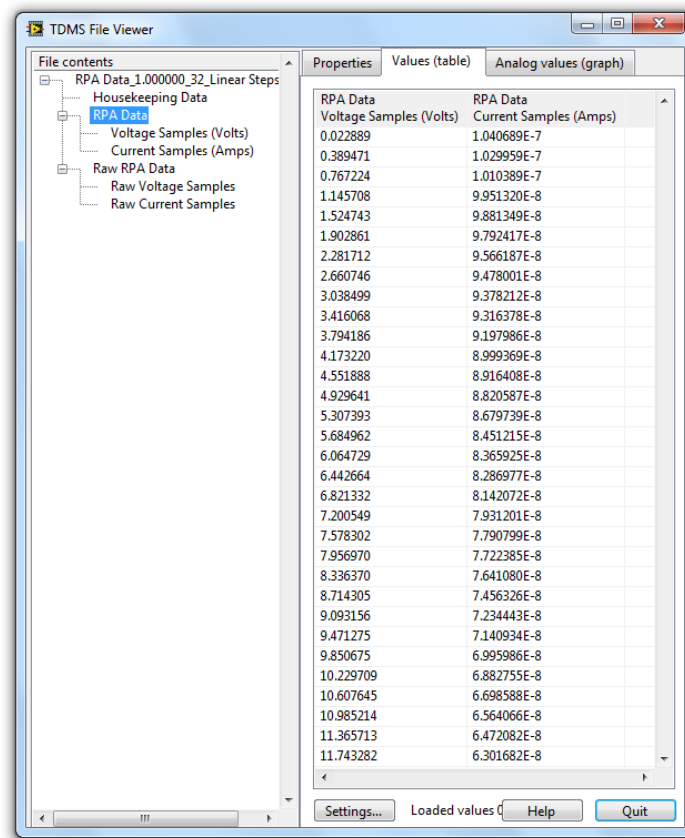 TDMS File Viewer
File contents
RPA Data_1.000000_32_Linear Steps
Housekeeping Data
RPA Data
Voltage Samples (Volts)
Current Samples (Amps)
Raw RPA Data
Raw Voltage Samples
Raw Current Samples
Properties Values (table) Analog values (graph)
RPA Data RPA Data
Voltage Samples (Volts) Current Samples (Amps)
0.022889 1.040689E-7
0.389471 1.029959E-7
0.767224 1.010389E-7
1.145708 9.951320E-8
1.524743 9.881349E-8
1.902861 9.792417E-8
2.281712 9.566187E-8
2.660746 9.478001E-8
3.038499 9.378212E-8
3.416068 9.316378E-8
3.794186 9.197986E-8
4.173220 8.999369E-8
4.551888 8.916408E-8
4.929641 8.820587E-8
5.307393 8.679739E-8
5.684962 8.451215E-8
6.064729 8.365925E-8
6.442664 8.286977E-8
6.821332 8.142072E-8
7.200549 7.931201E-8
7.578302 7.790799E-8
7.956970 7.722385E-8
8.336370 7.641080E-8
8.714305 7.456326E-8
9.093156 7.234443E-8
9.471275 7.140934E-8
9.850675 6.995986E-8
10.229709 6.882755E-8
10.607645 6.698588E-8
10.985214 6.564066E-8
11.365713 6.472082E-8
11.743282 6.301682E-8
Settings... Loaded values Help Quit